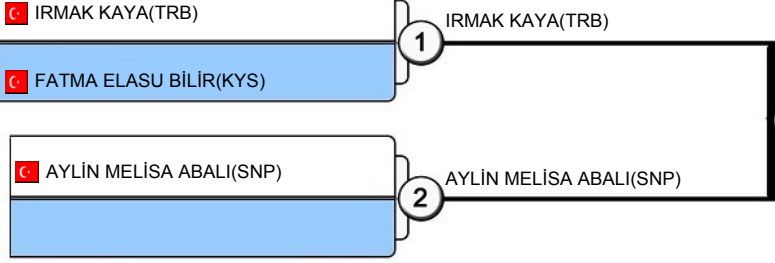 IRMAK KAYA(TRB)
FATMA ELASU BİLİR(KYS)
1
IRMAK KAYA(TRB)
AYLİN MELİSA ABALI(SNP)
2
AYLİN MELİSA ABALI(SNP)